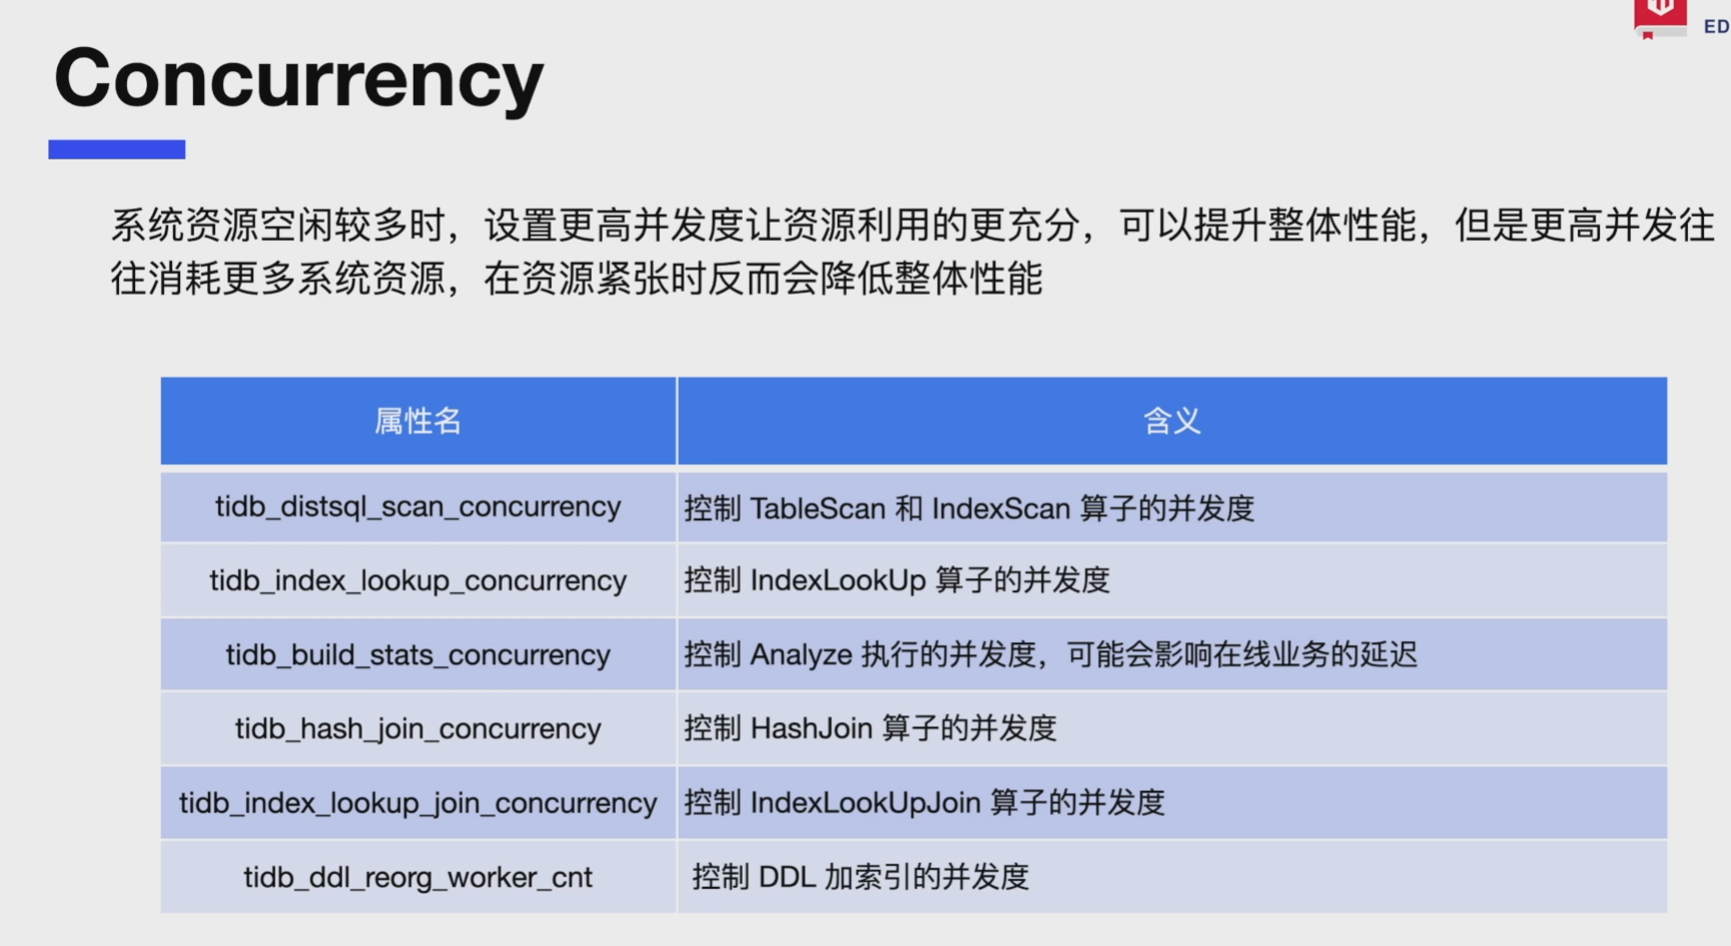 ED
Concurrency
系统资源空闲较多时，设置更高并发度让资源利用的更充分，可以提升整体性能，但是更高并发往
往消耗更多系统资源，在资源紧张时反而会降低整体性能
属性名 含义
tidb_distsql_scan_concurrency 控制 TableScan 和 IndexScan 算子的并发度
tidb_index_lookup_concurrency 控制 IndexLookUp 算子的并发度
tidb_build_stats_concurrency 控制 Analyze 执行的并发度，可能会影响在线业务的延迟
tidb_hash_join_concurrency 控制 HashJoin 算子的并发度
tidb_index_lookup_join_concurrency 控制 IndexLookUpJoin 算子的并发度
tidb_ddl_reorg_worker_cnt 控制 DDL 加索引的并发度